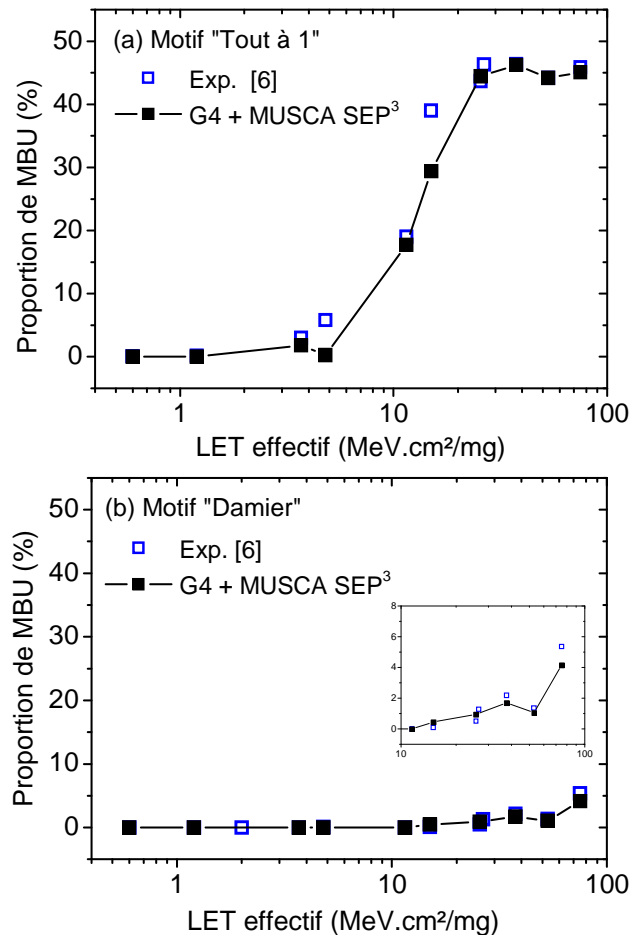 (a) Motif "Tout à 1"
Exp. [6]
G4 + MUSCA SEP³
Proportion de MBU (%)
50
40
30
20
10
0
1
10
100
LET effectif (MeV.cm²/mg)
(b) Motif "Damier"
Exp. [6]
G4 + MUSCA SEP³
Proportion de MBU (%)
50
40
30
20
10
0
8
6
4
2
0
10
100
1
10
100
LET effectif (MeV.cm²/mg)